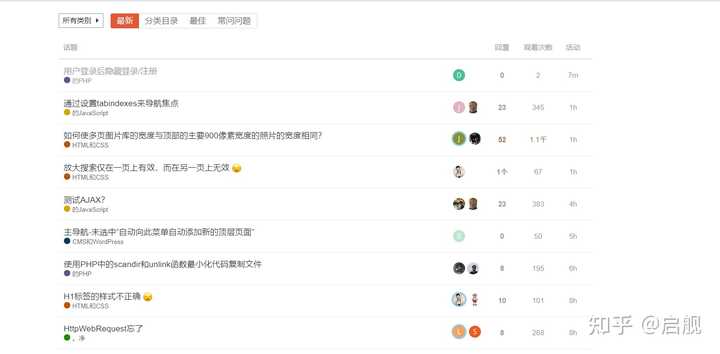 所有类别 最新 分类目录 最佳 常问问题
话题 回覆 观看次数 活动
用户登录后隐藏登录/注册 D 0 2 7m
的PHP
通过设置tabindexes来导航焦点 J 23 345 1h
的JavaScript
如何使多页图片库的宽度与顶部的主要900像素宽度的照片的宽度相同? J 52 1.1千 1h
HTML和CSS
放大搜索仅在一页上有效，而在另一页上无效 1个 67 1h
HTML和CSS
测试AJAX? 23 383 4h
的JavaScript
主导航-未选中“自动向此菜单自动添加新的顶层页面” 0 50 5h
CMS和WordPress
使用PHP中的scandir和unlink函数最小化代码复制文件 8 195 6h
的PHP
H1标签的样式不正确 10 101 8h
HTML和CSS
HttpWebRequest忘了 L S 8 268 8h
。净
知乎 @启舰